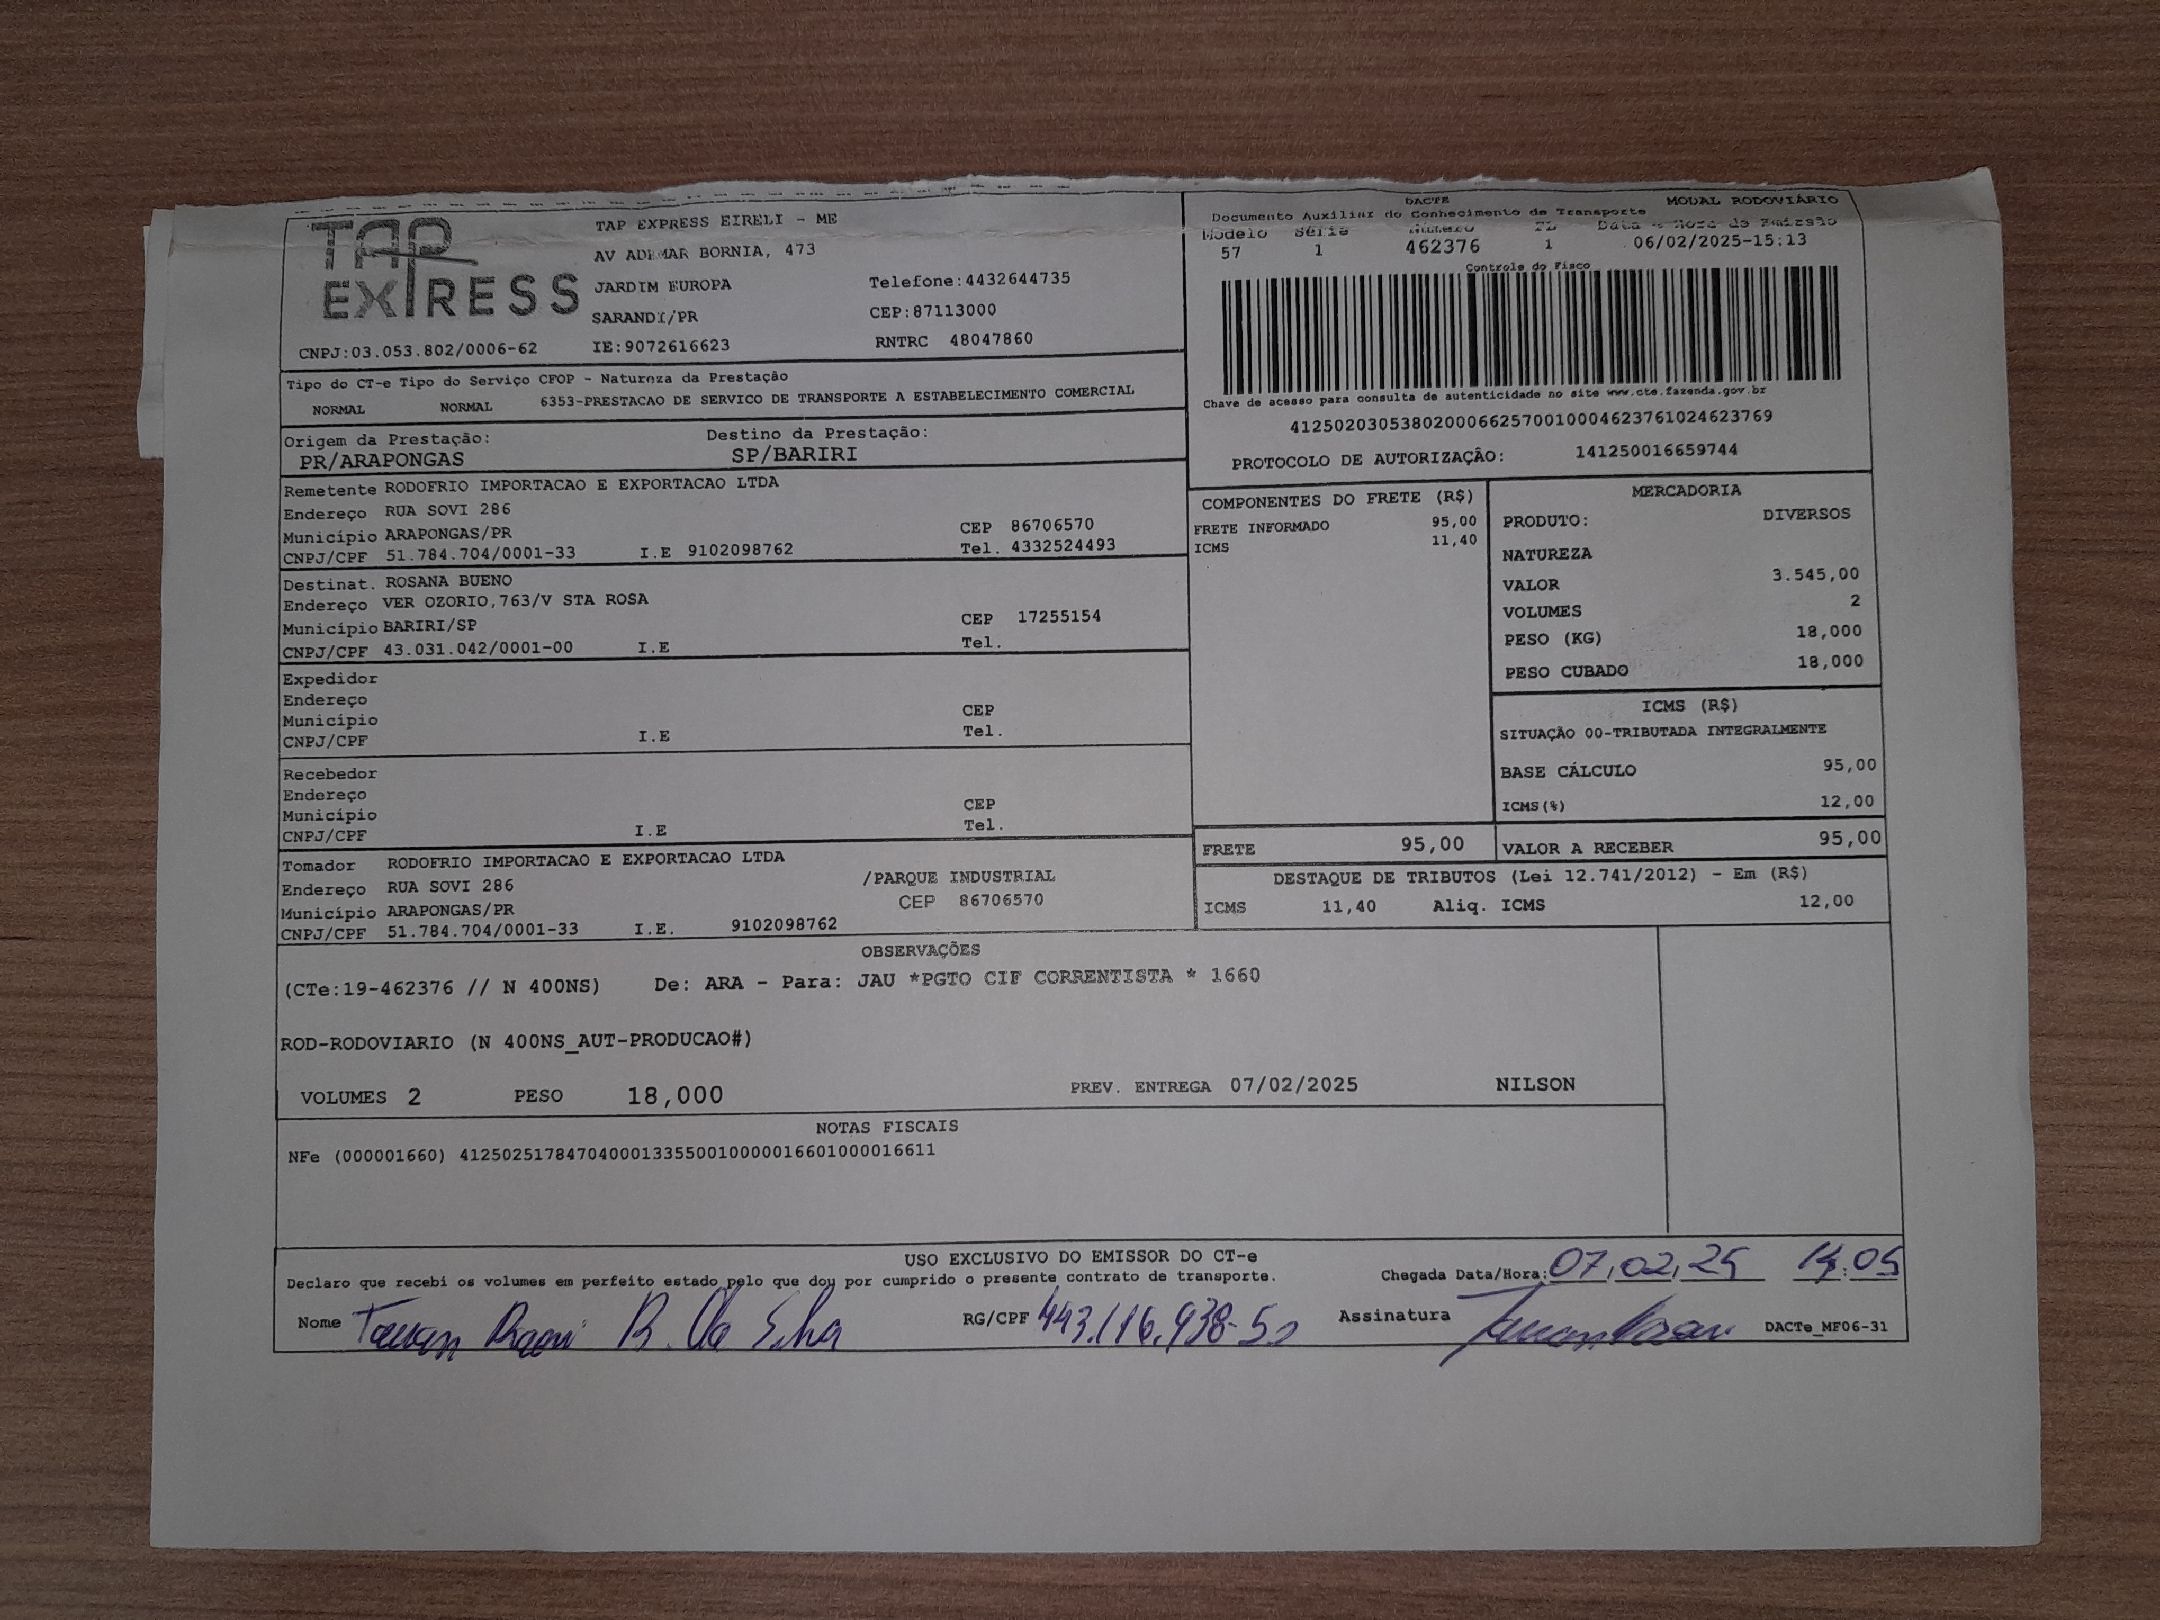 TAP EXPRESS
TAP EXPRESS EIRELI - ME
AV ADEMAR BORNIA, 473
JARDIM EUROPA Telefone:4432644735
SARANDI/PR CEP:87113000
CNPJ:03.053.802/0006-62 IE:9072616623 RNTRC 48047860
DACTE MODAL RODOVIÁRIO
Documento Auxiliar do Conhecimento de Transporte
Modelo Série Número FL Data e Hora de Emissão
57 1 462376 1 06/02/2025-15:13
Controle do Fisco
Chave de acesso para consulta de autenticidade no site www.cte.fazenda.gov.br
41250203053802000662570010004623761024623769
PROTOCOLO DE AUTORIZAÇÃO: 141250016659744
Tipo do CT-e Tipo do Serviço CFOP - Natureza da Prestação
NORMAL NORMAL 6353-PRESTACAO DE SERVICO DE TRANSPORTE A ESTABELECIMENTO COMERCIAL
Origem da Prestação: Destino da Prestação:
PR/ARAPONGAS SP/BARIRI
Remetente RODOFRIO IMPORTACAO E EXPORTACAO LTDA
Endereço RUA SOVI 286
Município ARAPONGAS/PR CEP 86706570
CNPJ/CPF 51.784.704/0001-33 I.E 9102098762 Tel. 4332524493
Destinat. ROSANA BUENO
Endereço VER OZORIO,763/V STA ROSA
Município BARIRI/SP CEP 17255154
CNPJ/CPF 43.031.042/0001-00 I.E Tel.
Expedidor
Endereço
Município CEP
CNPJ/CPF I.E Tel.
Recebedor
Endereço
Município CEP
CNPJ/CPF I.E Tel.
Tomador RODOFRIO IMPORTACAO E EXPORTACAO LTDA
Endereço RUA SOVI 286 /PARQUE INDUSTRIAL
Município ARAPONGAS/PR CEP 86706570
CNPJ/CPF 51.784.704/0001-33 I.E. 9102098762
COMPONENTES DO FRETE (R$)
FRETE INFORMADO 95,00
ICMS 11,40
MERCADORIA
PRODUTO: DIVERSOS
NATUREZA
VALOR 3.545,00
VOLUMES 2
PESO (KG) 18,000
PESO CUBADO 18,000
ICMS (R$)
SITUAÇÃO 00-TRIBUTADA INTEGRALMENTE
BASE CÁLCULO 95,00
ICMS(%) 12,00
FRETE 95,00 VALOR A RECEBER 95,00
DESTAQUE DE TRIBUTOS (Lei 12.741/2012) - Em (R$)
ICMS 11,40 Aliq. ICMS 12,00
OBSERVAÇÕES
(CTe:19-462376 // N 400NS) De: ARA - Para: JAU *PGTO CIF CORRENTISTA * 1660
ROD-RODOVIARIO (N 400NS_AUT-PRODUCAO#)
VOLUMES 2 PESO 18,000 PREV. ENTREGA 07/02/2025 NILSON
NOTAS FISCAIS
NFe (000001660) 41250251784704000133550010000016601000016611
USO EXCLUSIVO DO EMISSOR DO CT-e
Declaro que recebi os volumes em perfeito estado pelo que dou por cumprido o presente contrato de transporte. Chegada Data/Hora: 07,02,25 14:05
Nome R. Da Silva RG/CPF 443.116.938-50 Assinatura DACTe_MF06-31